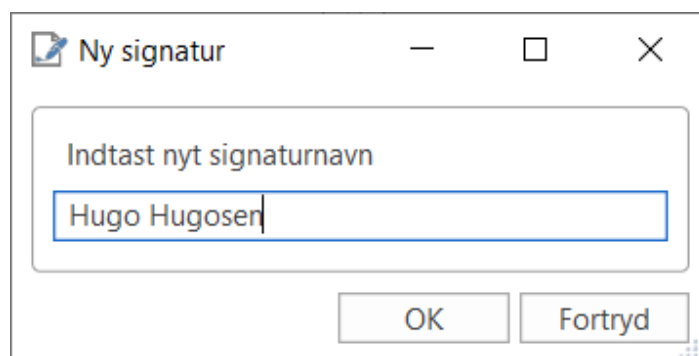 Ny signatur
Indtast nyt signaturnavn
Hugo Hugosen
OK Fortryd